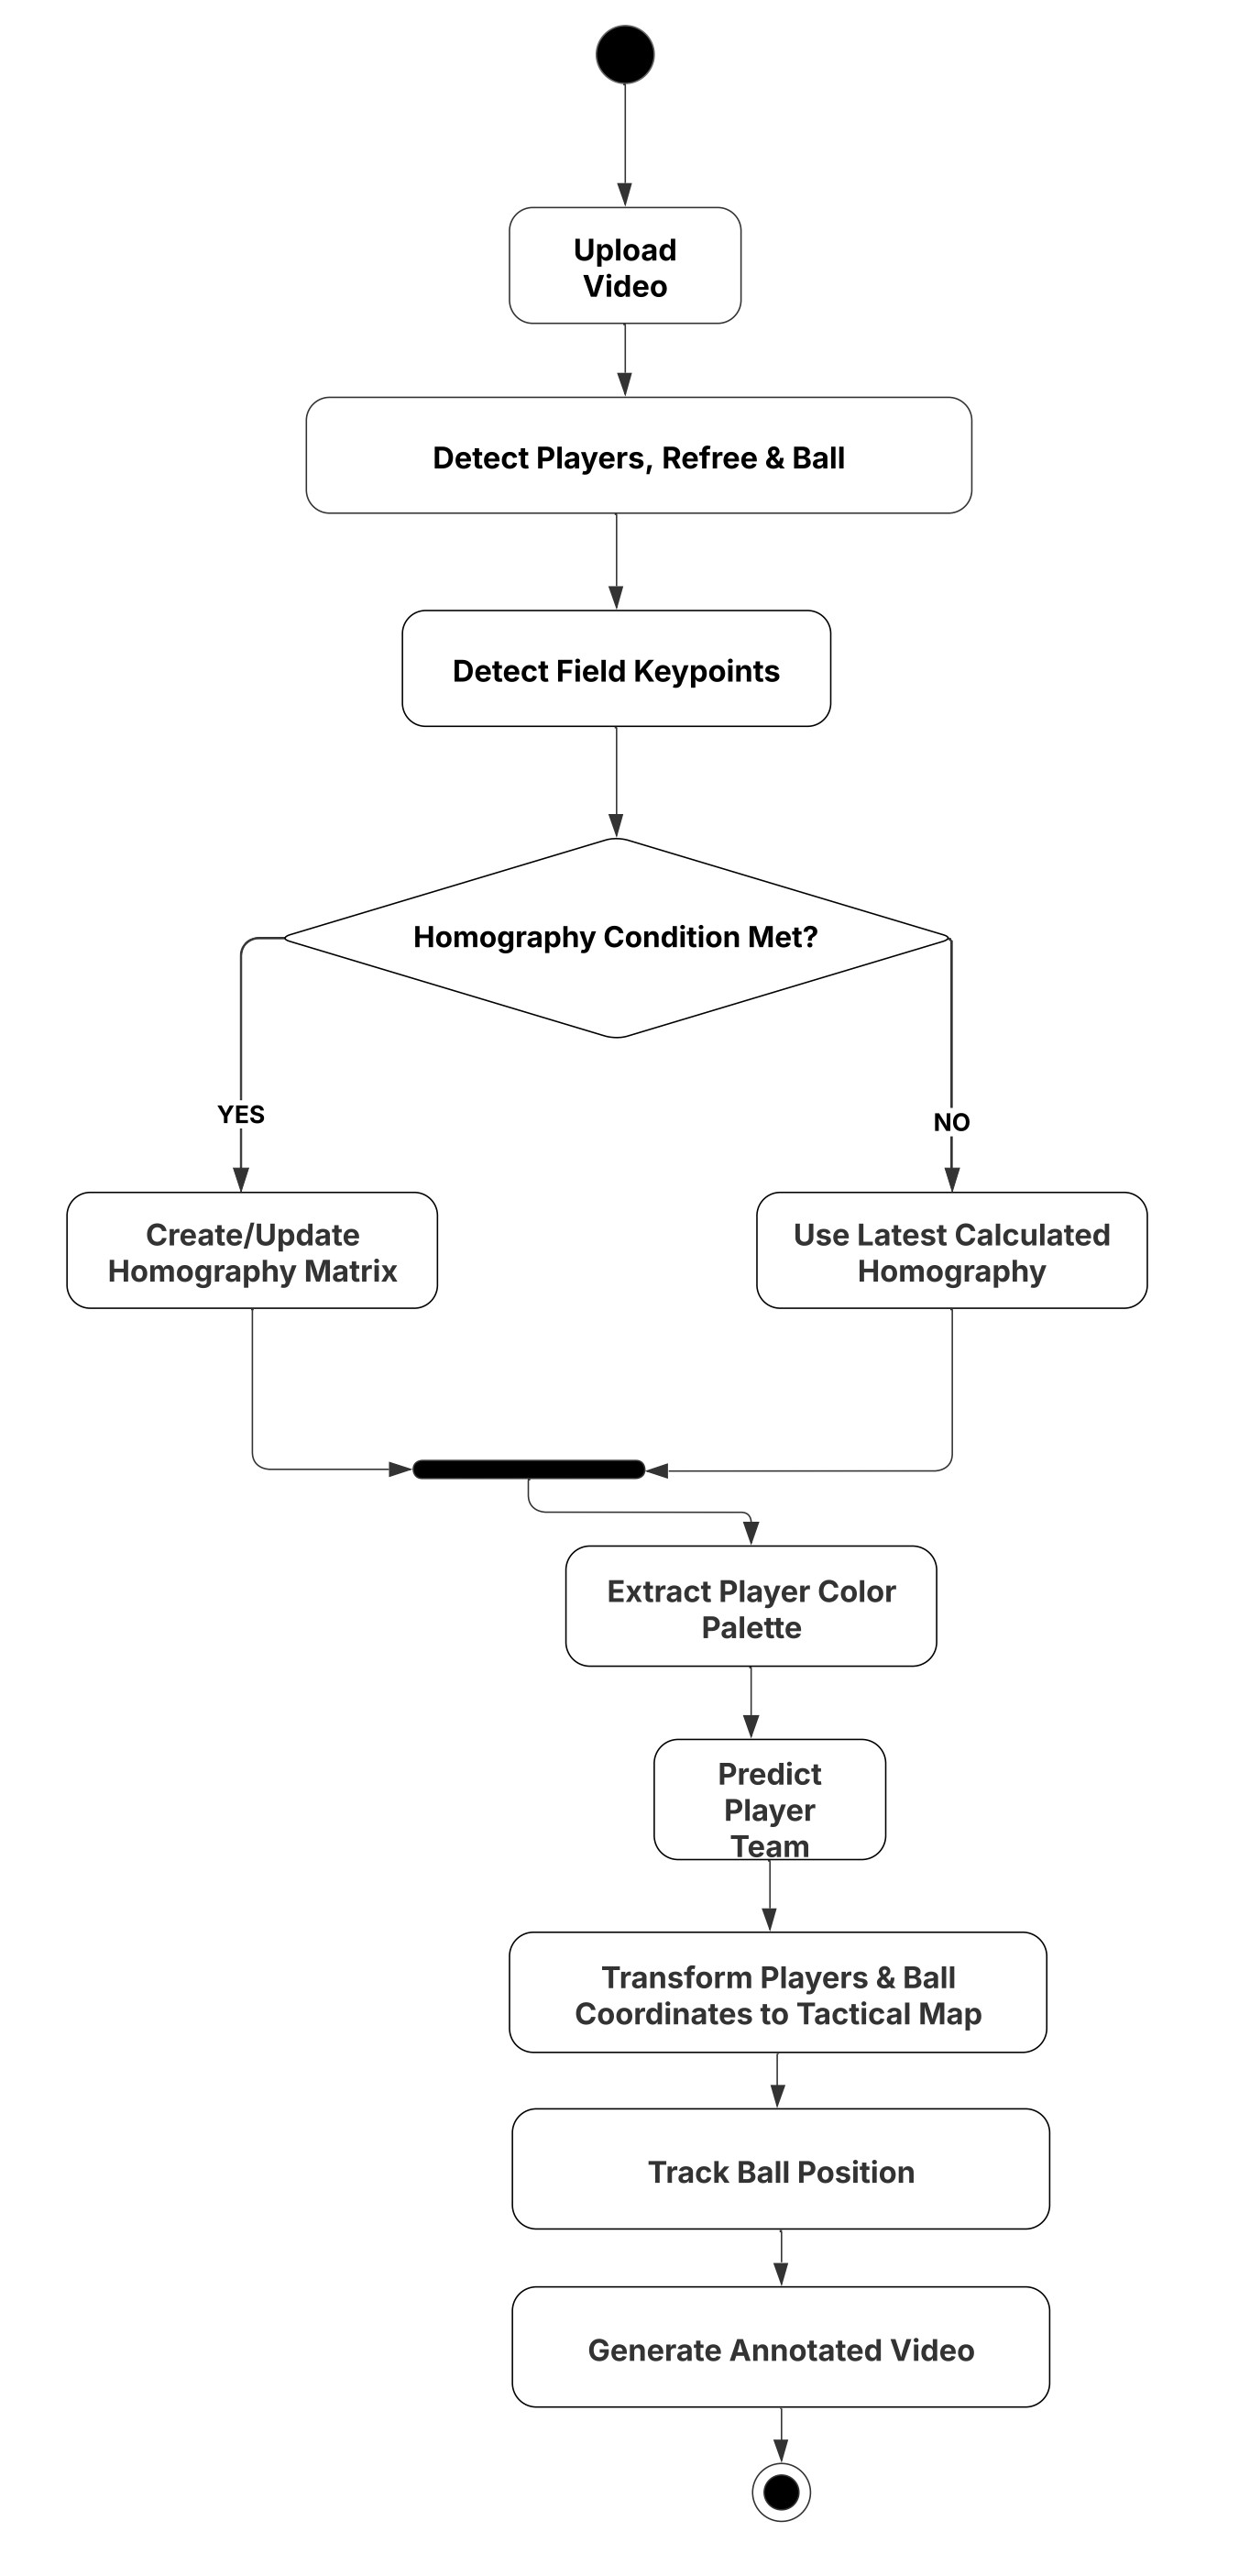 Upload
Video
Detect Players, Refree & Ball
Detect Field Keypoints
Homography Condition Met?
YES
NO
Create/Update
Homography Matrix
Use Latest Calculated
Homography
Extract Player Color
Palette
Predict
Player
Team
Transform Players & Ball
Coordinates to Tactical Map
Track Ball Position
Generate Annotated Video